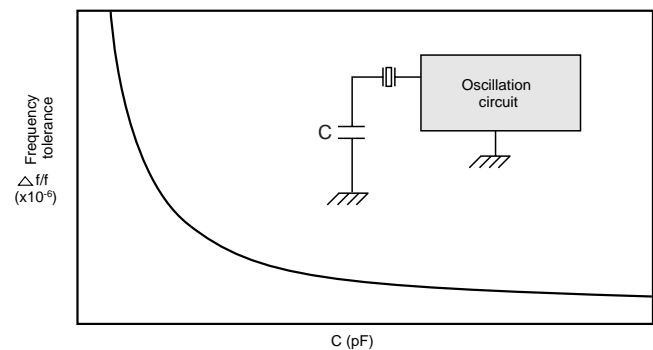 Frequency
tolerance
△ f/f
(x10⁻⁶)
Oscillation
circuit
C
C (pF)